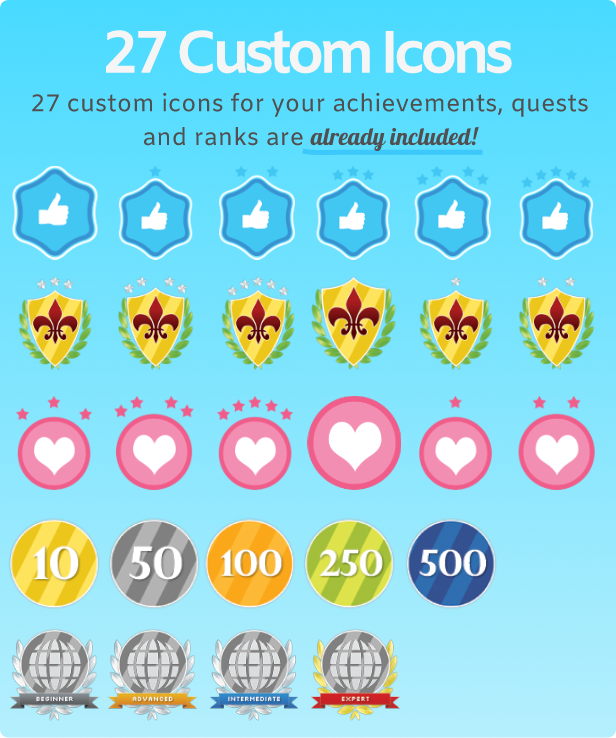 27 Custom Icons
27 custom icons for your achievements, quests
and ranks are already included!
10 50 100 250 500
BEGINNER ADVANCED INTERMEDIATE EXPERT